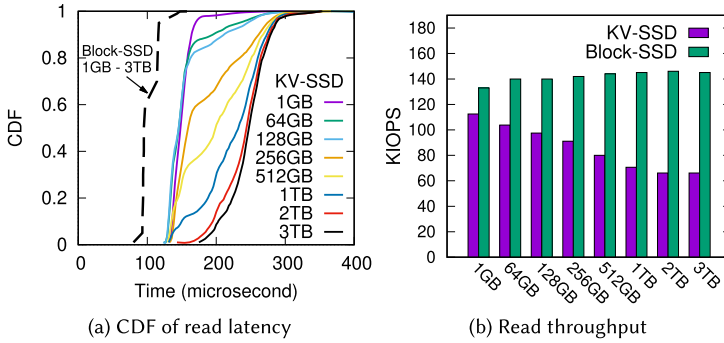 1
0.8
0.6
0.4
0.2
0
CDF
Block-SSD
1GB - 3TB
KV-SSD
1GB
64GB
128GB
256GB
512GB
1TB
2TB
3TB
0 100 200 300 400
Time (microsecond)
(a) CDF of read latency
180
160
140
120
100
80
60
40
20
0
KIOPS
KV-SSD
Block-SSD
1GB 64GB 128GB 256GB 512GB 1TB 2TB 3TB
(b) Read throughput